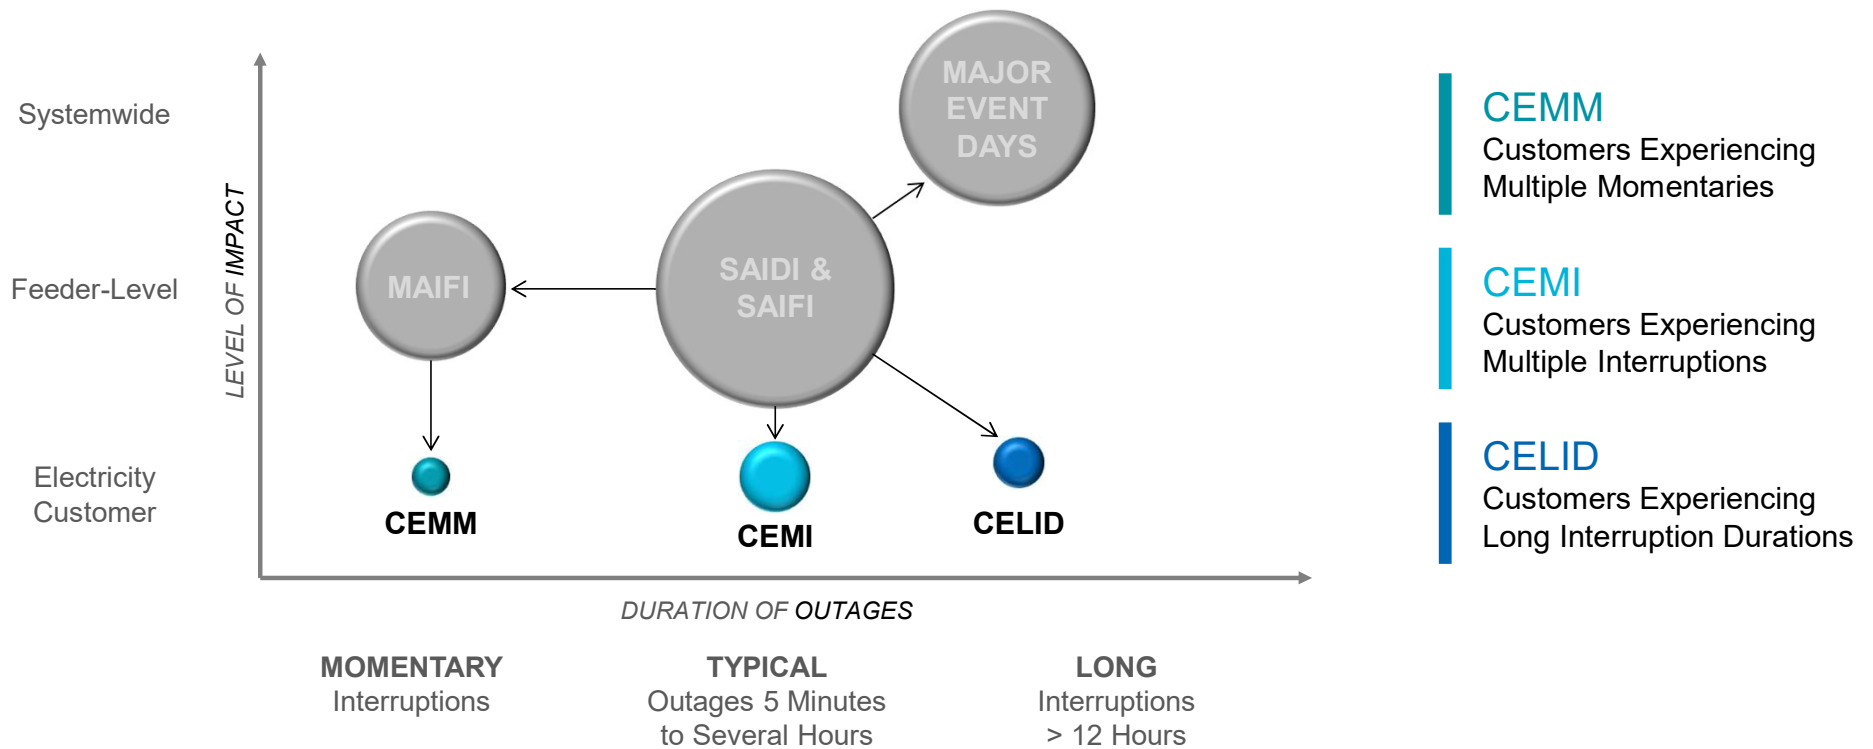 Systemwide
Feeder-Level
Electricity
Customer
LEVEL OF IMPACT
MAJOR
EVENT
DAYS
MAIFI
SAIDI &
SAIFI
CEMM
CEMI
CELID
DURATION OF OUTAGES
MOMENTARY
Interruptions
TYPICAL
Outages 5 Minutes
to Several Hours
LONG
Interruptions
> 12 Hours
CEMM
Customers Experiencing
Multiple Momentaries
CEMI
Customers Experiencing
Multiple Interruptions
CELID
Customers Experiencing
Long Interruption Durations